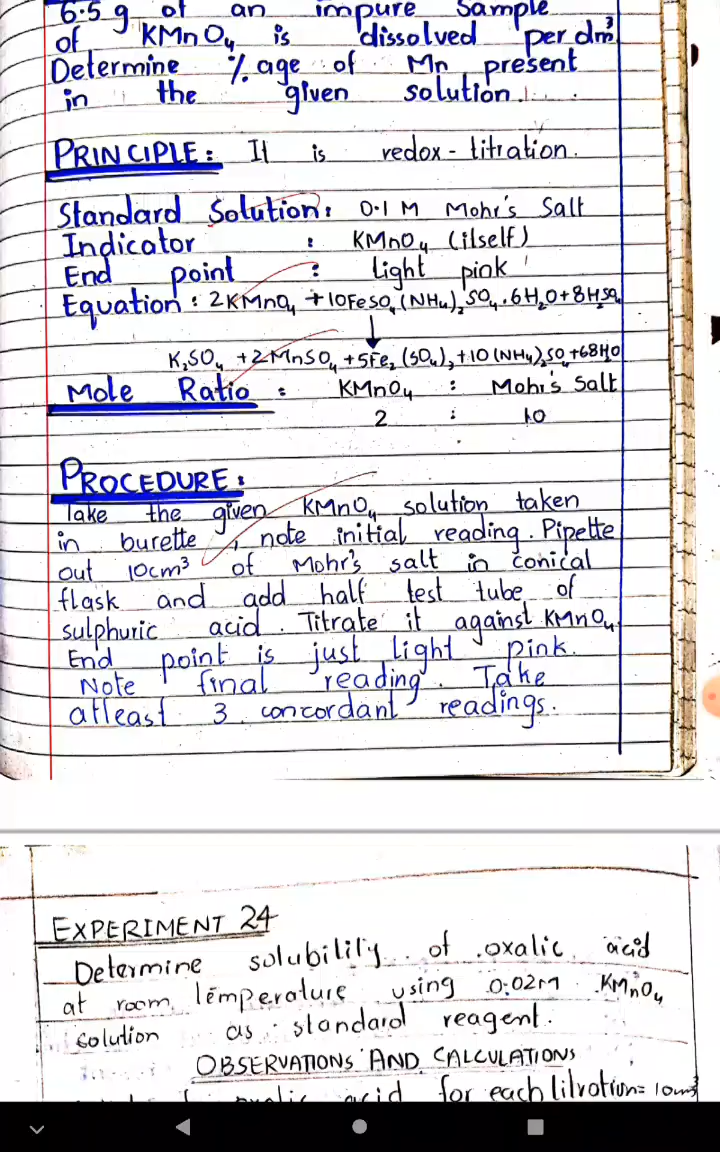 6.5 g of an impure sample
of KMnO₄ is dissolved per dm³
Determine %age of Mn present
in the given solution.
PRINCIPLE: It is redox-titration.
Standard Solution: 0.1 M Mohr's Salt
Indicator : KMnO₄ (itself)
End point : light pink
Equation: 2KMnO₄ + 10FeSO₄(NH₄)₂SO₄.6H₂O+8H₂SO₄
↓
K₂SO₄ +2MnSO₄ +5Fe₂(SO₄)₃+10(NH₄)₂SO₄+68H₂O
Mole Ratio : KMnO₄ : Mohr's Salt
2 : 10
PROCEDURE:
Take the given KMnO₄ solution taken
in burette, note initial reading. Pipette
out 10cm³ of Mohr's salt in conical
flask and add half test tube of
sulphuric acid. Titrate it against KMnO₄.
End point is just light pink.
Note final reading. Take
atleast 3 concordant readings.
EXPERIMENT 24
Determine solubility of oxalic acid
at room temperature using 0.02M KMnO₄
solution as standard reagent.
OBSERVATIONS AND CALCULATIONS
oxalic acid for each titration= 10cm³